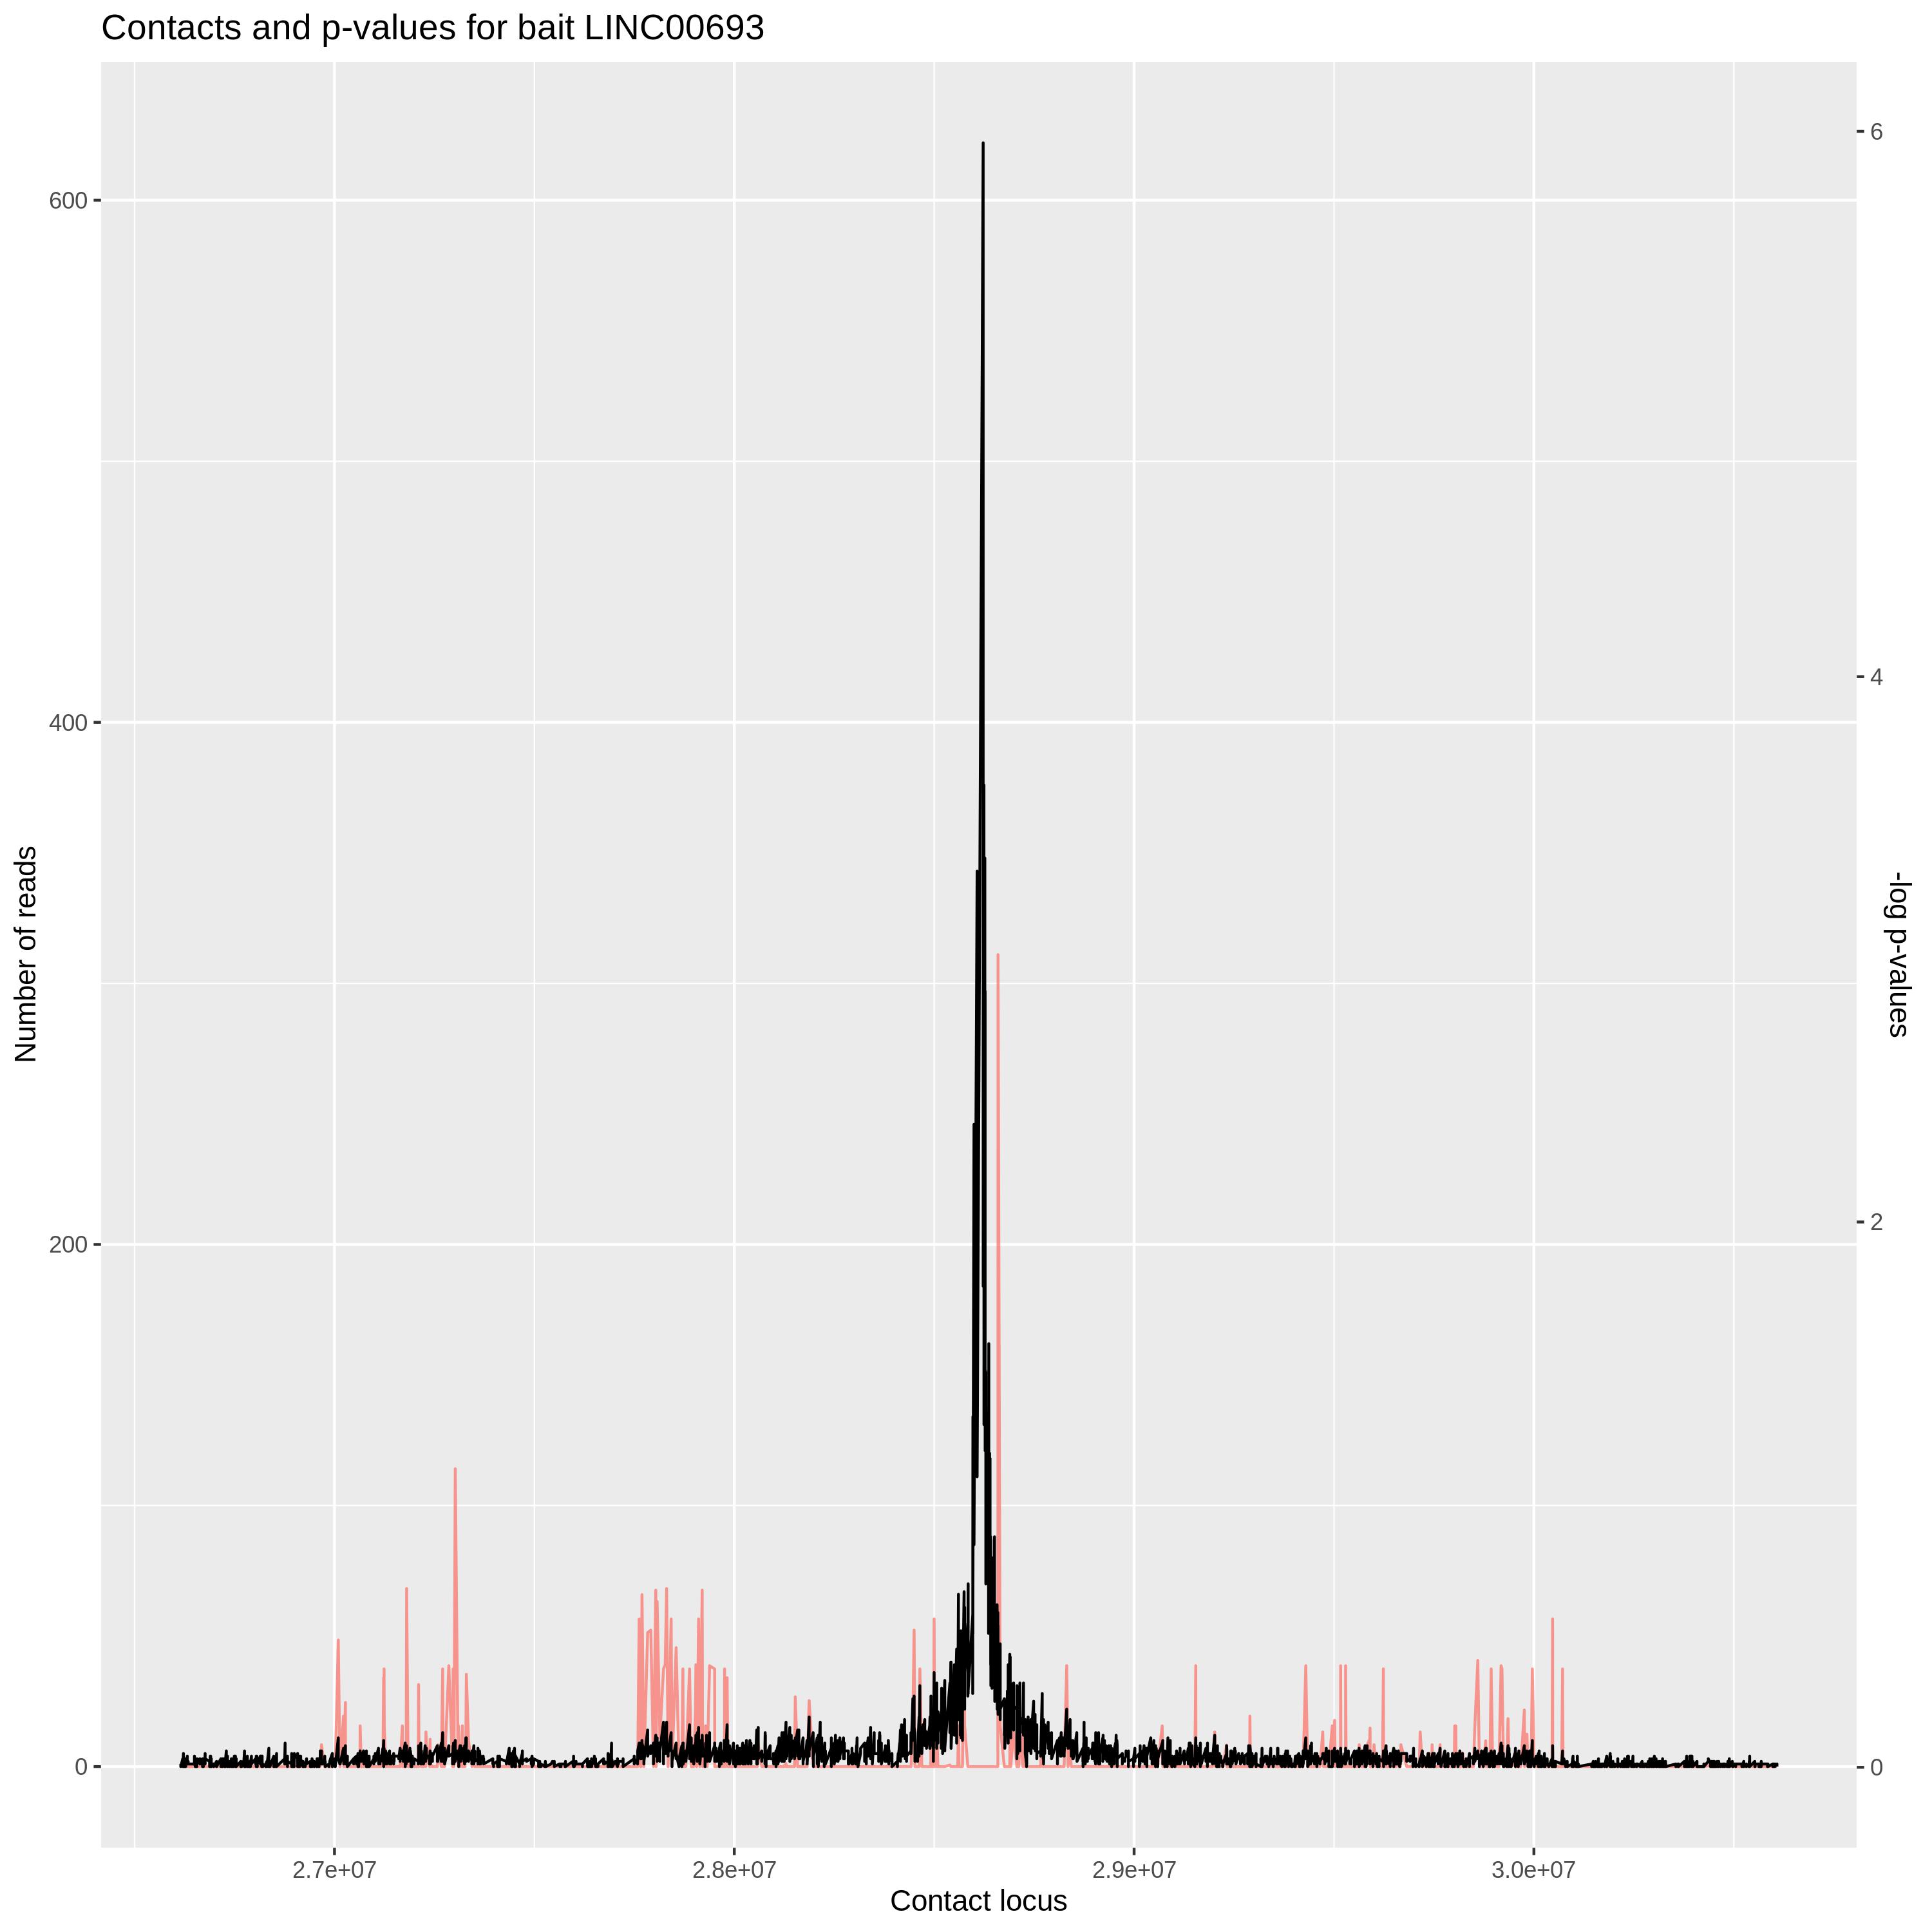 Contacts and p-values for bait LINC00693
600
400
200
0
Number of reads
6
4
2
0
-log p-values
2.7e+07
2.8e+07
2.9e+07
3.0e+07
Contact locus